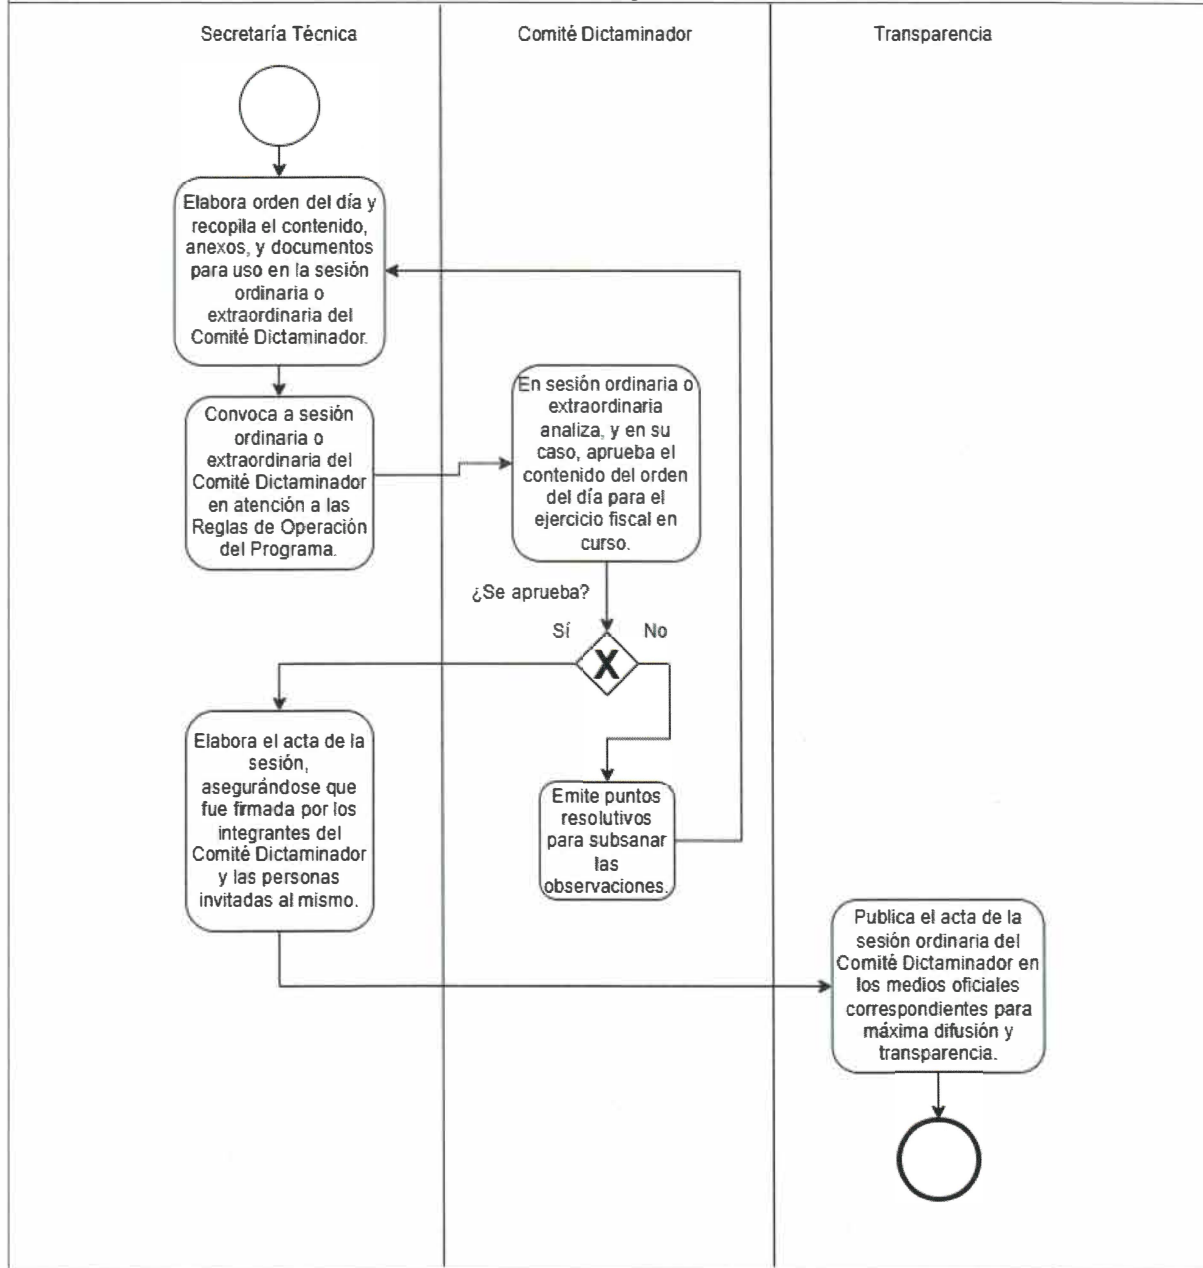 Secretaría Técnica
Comité Dictaminador
Transparencia
Elabora orden del día y
recopila el contenido,
anexos, y documentos
para uso en la sesión
ordinaria o
extraordinaria del
Comité Dictaminador.
Convoca a sesión
ordinaria o
extraordinaria del
Comité Dictaminador
en atención a las
Reglas de Operación
del Programa.
En sesión ordinaria o
extraordinaria
analiza, y en su
caso, aprueba el
contenido del orden
del día para el
ejercicio fiscal en
curso.
¿Se aprueba?
Sí
No
X
Elabora el acta de la
sesión,
asegurándose que
fue firmada por los
integrantes del
Comité Dictaminador
y las personas
invitadas al mismo.
Emite puntos
resolutivos
para subsanar
las
observaciones.
Publica el acta de la
sesión ordinaria del
Comité Dictaminador en
los medios oficiales
correspondientes para
máxima difusión y
transparencia.